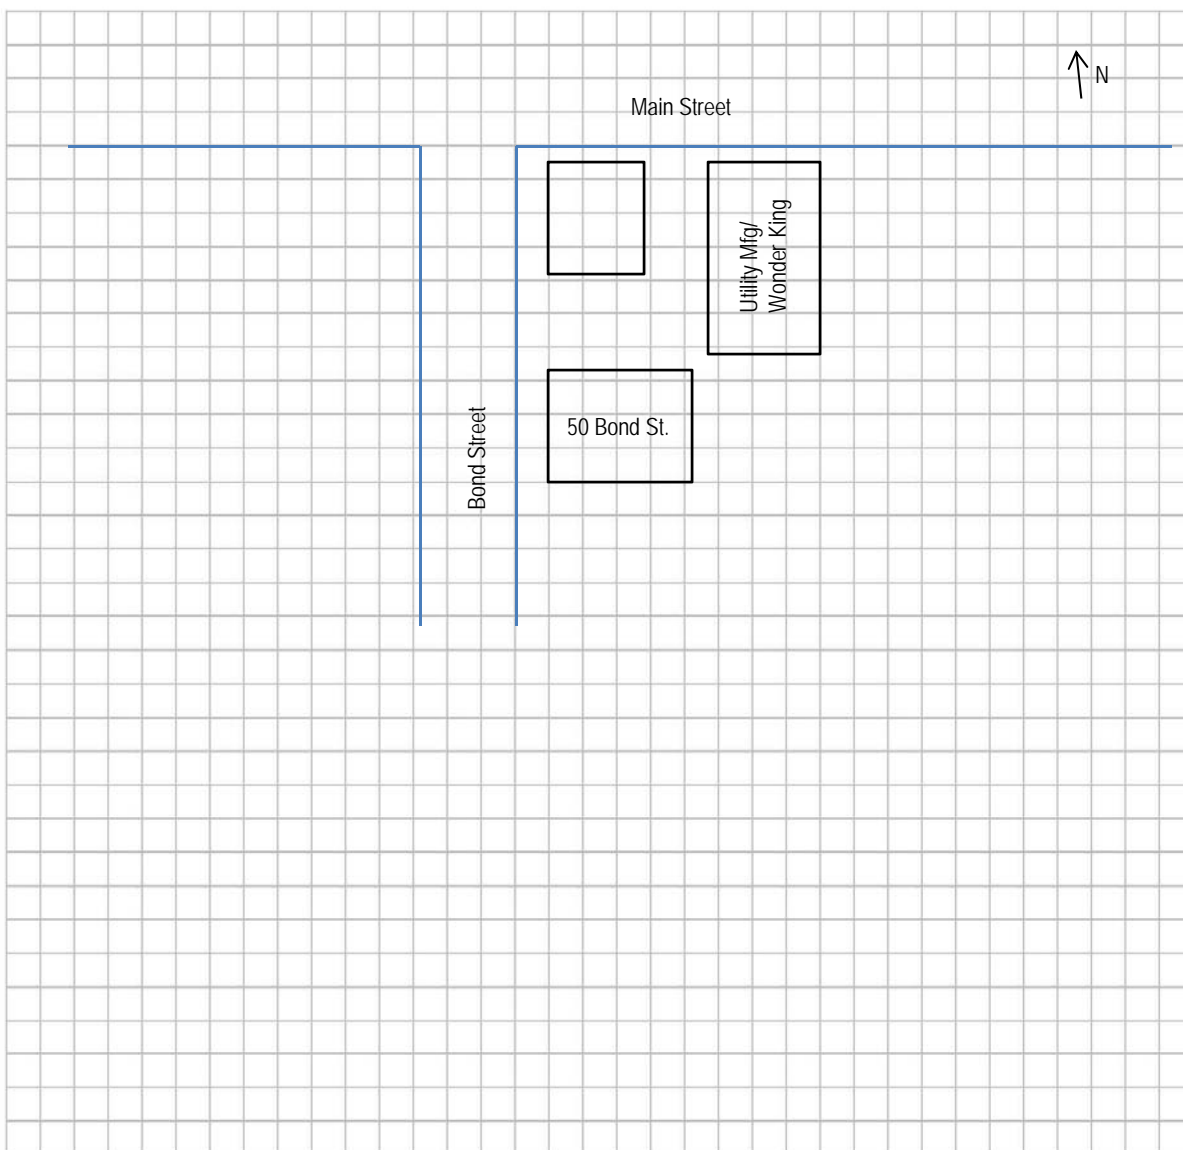 N
Main Street
Utility Mfg/
Wonder King
50 Bond St.
Bond Street